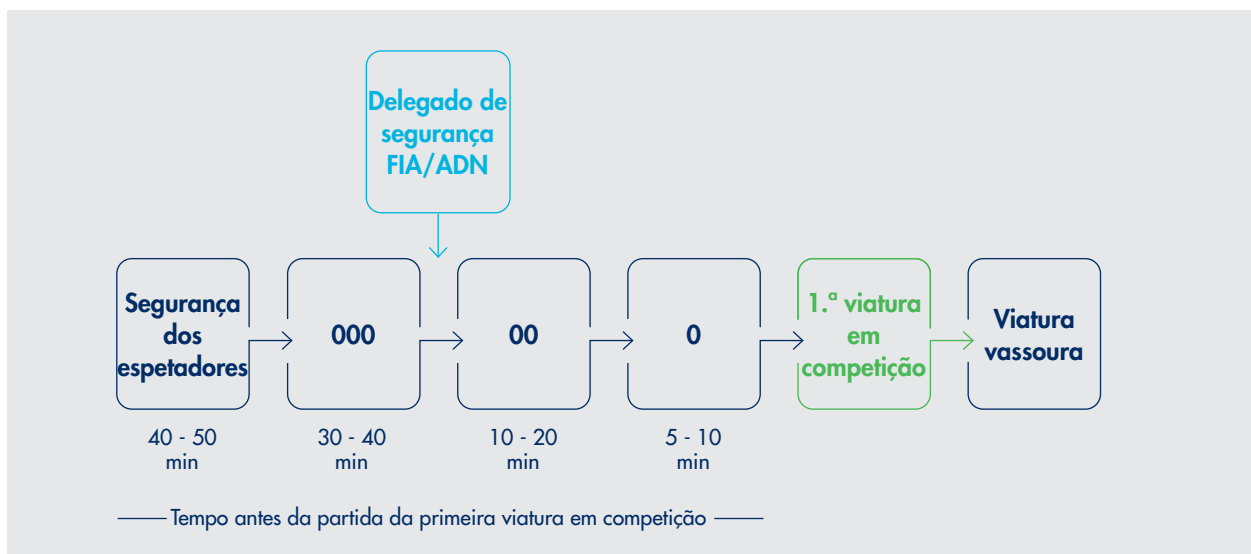 Delegado de
segurança
FIA/ADN
Segurança
dos
espetadores
000
00
0
1.ª viatura
em
competição
Viatura
vassoura
40 - 50
min
30 - 40
min
10 - 20
min
5 - 10
min
Tempo antes da partida da primeira viatura em competição